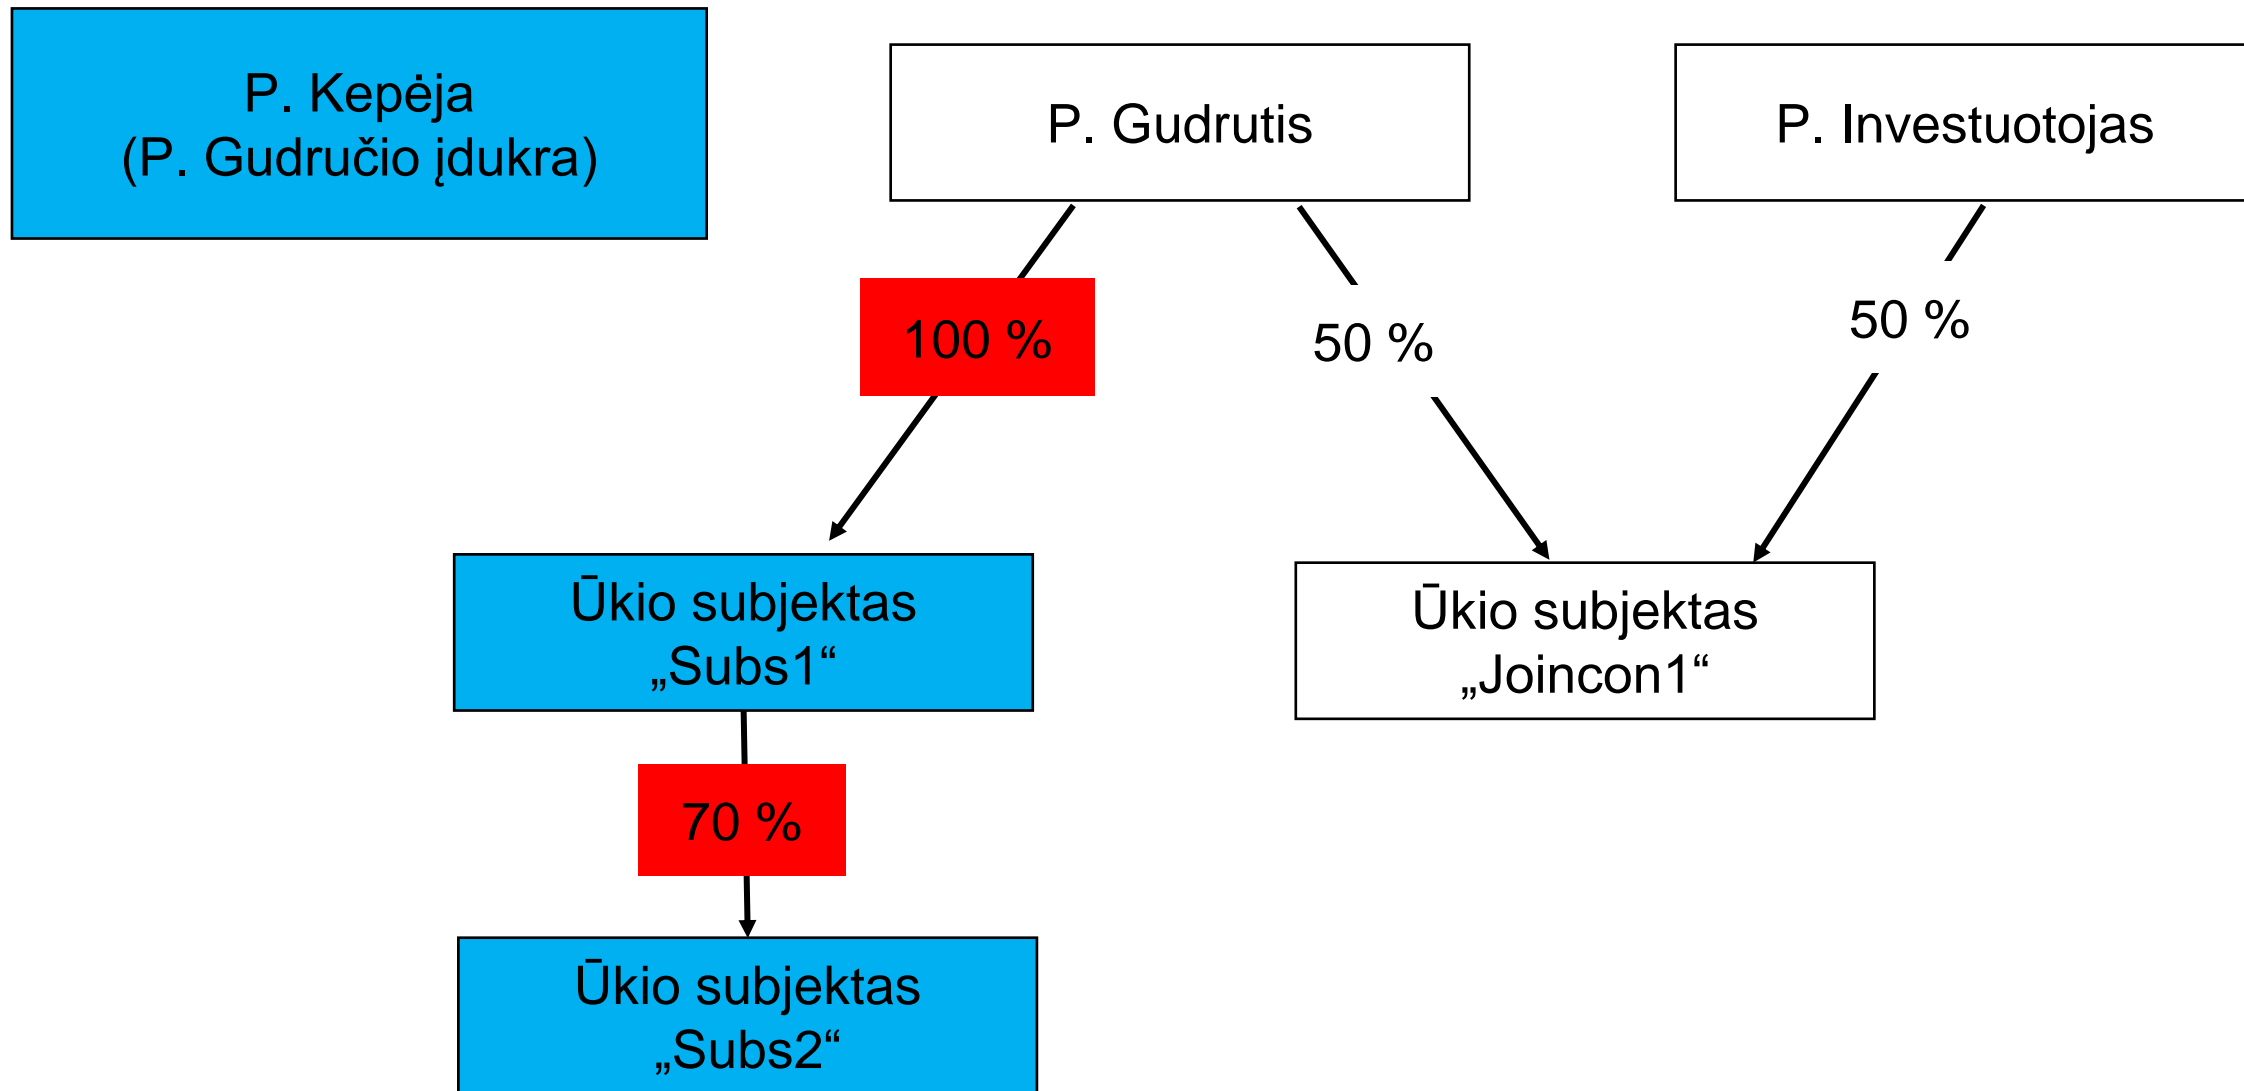 P. Kepėja
(P. Gudručio įdukra)
P. Gudrutis
P. Investuotojas
100 %
50 %
50 %
Ūkio subjektas
„Subs1“
Ūkio subjektas
„Joincon1“
70 %
Ūkio subjektas
„Subs2“